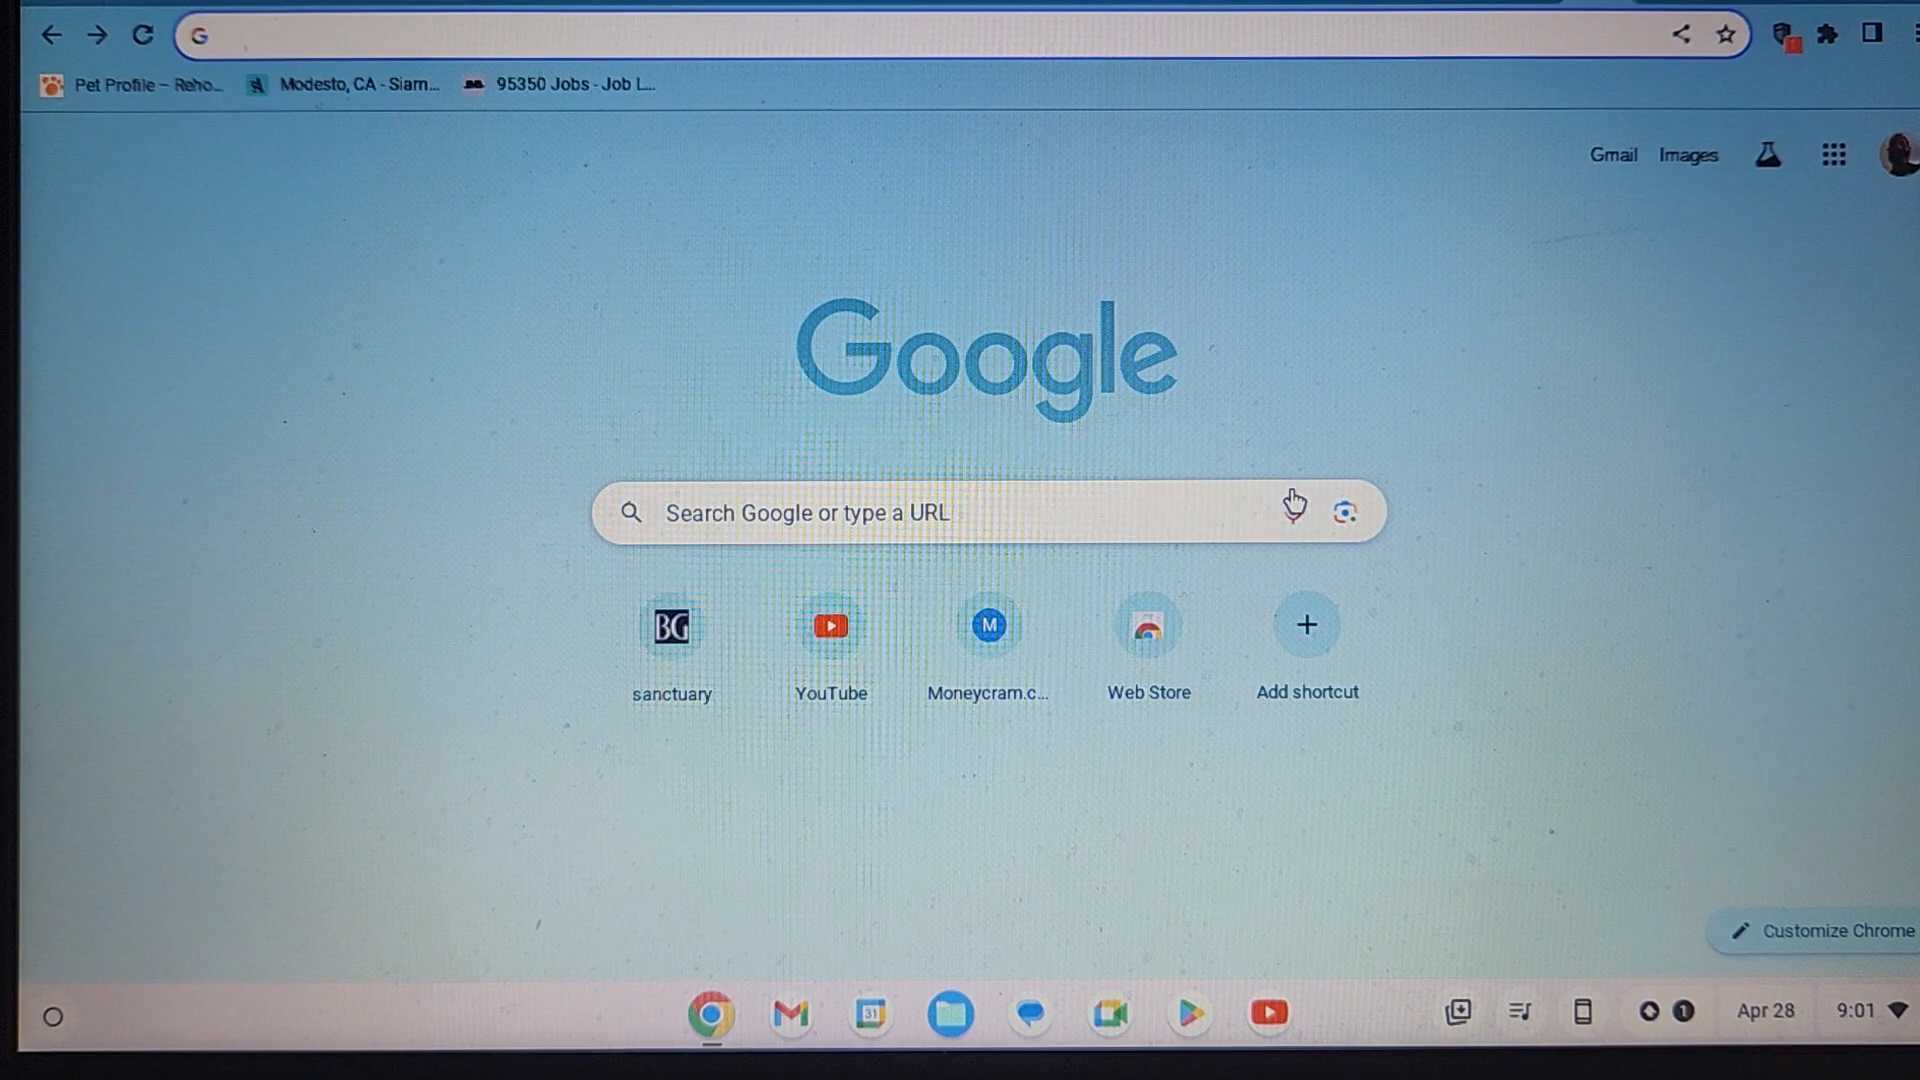 G
Pet Profile – Reho... Modesto, CA - Siam... 95350 Jobs - Job L...
Gmail Images
Google
Search Google or type a URL
BG M +
sanctuary YouTube Moneycram.c... Web Store Add shortcut
Customize Chrome
31 1 Apr 28 9:01